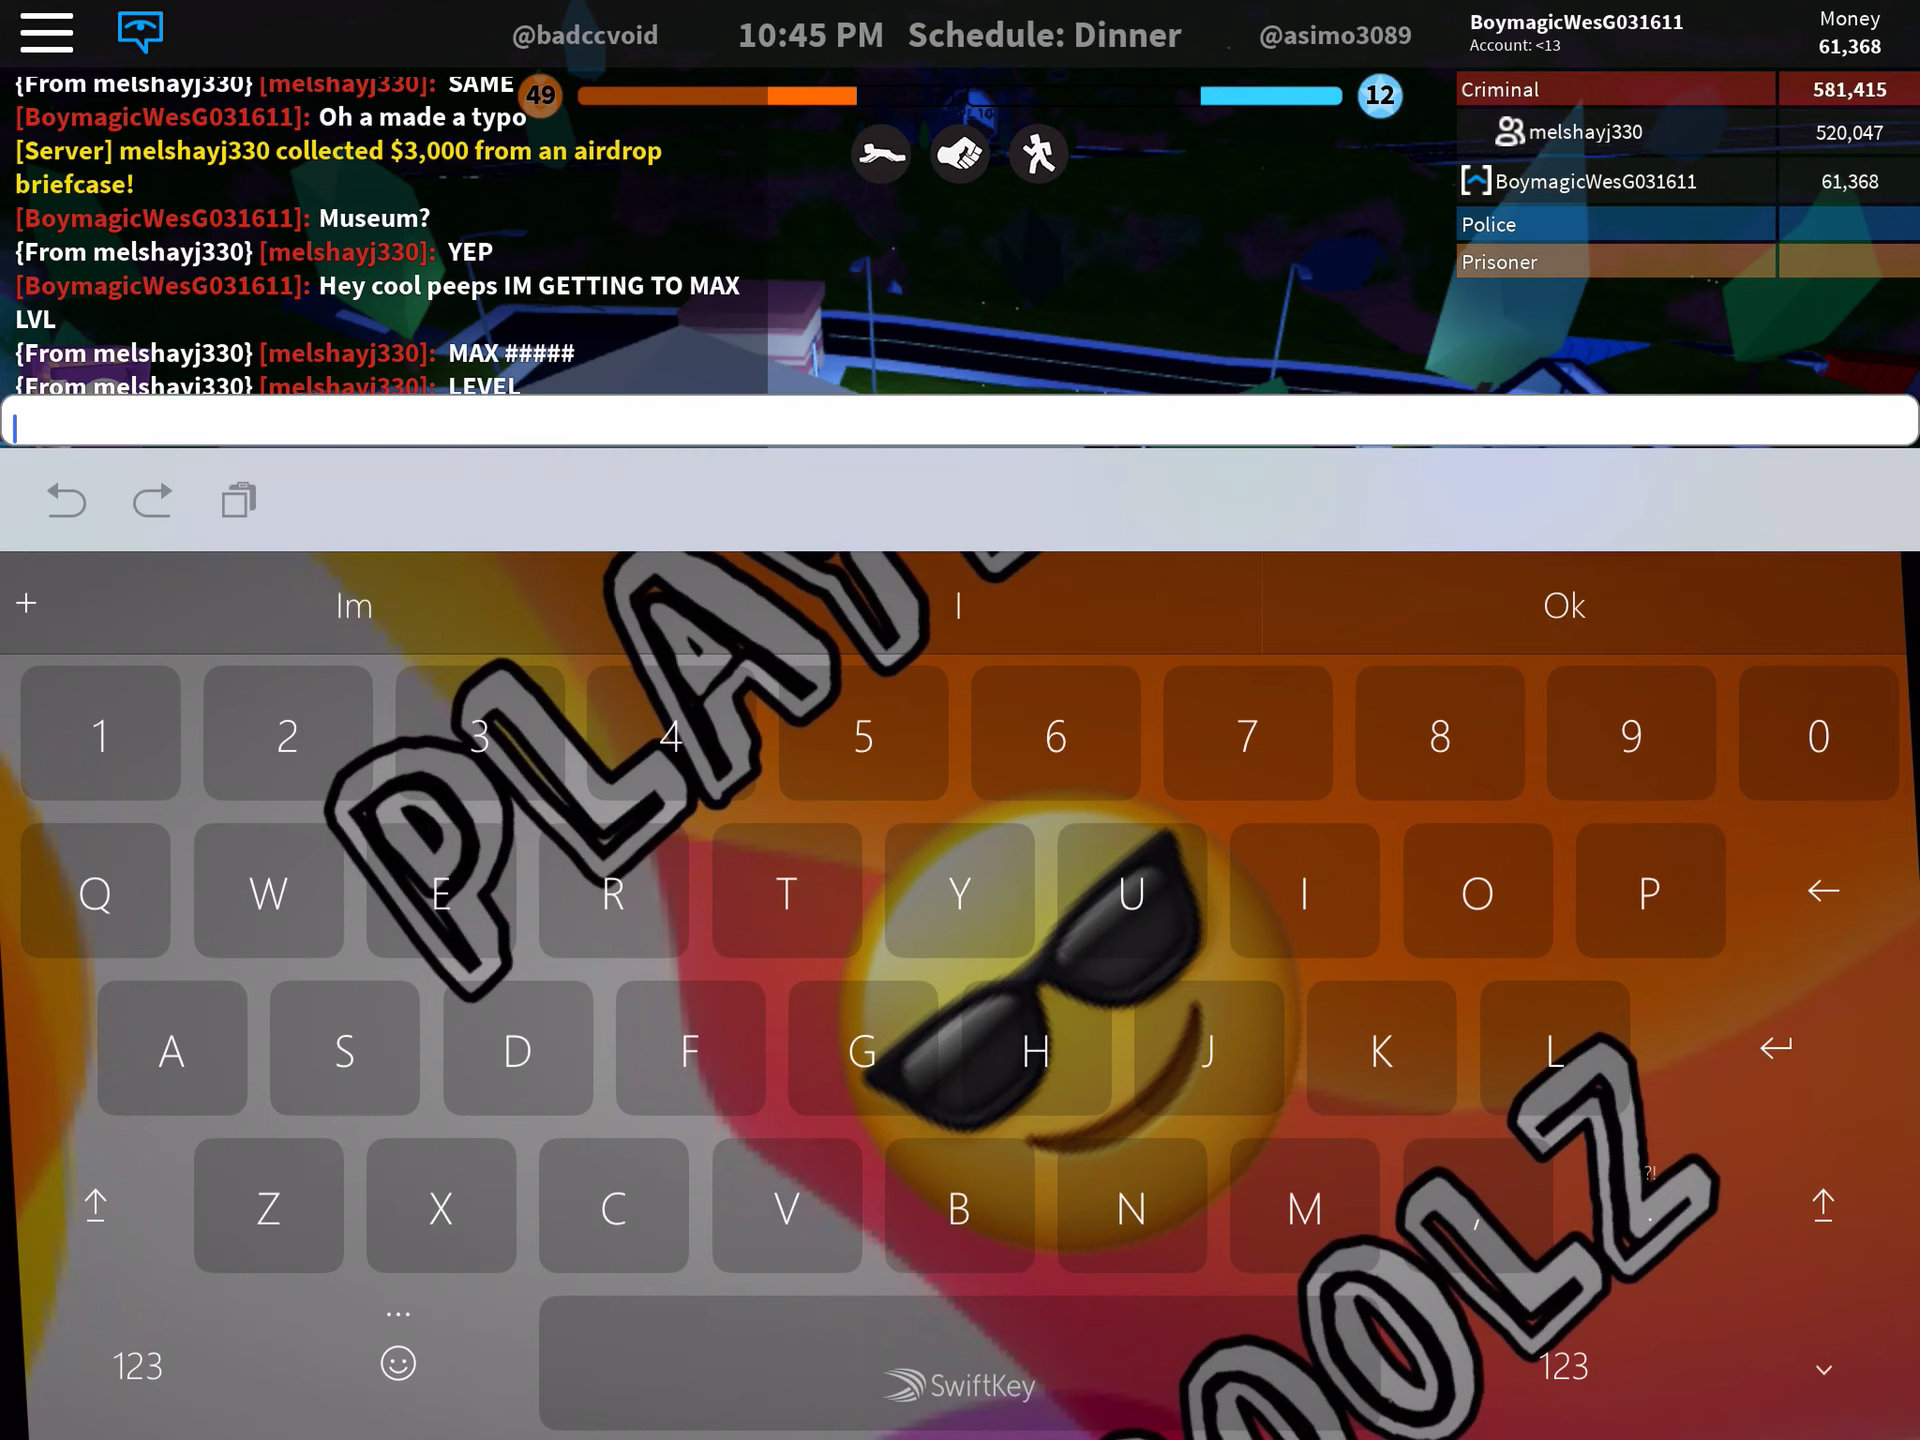 @badccvoid 10:45 PM Schedule: Dinner @asimo3089
BoymagicWesG031611 Money
Account: <13 61,368
{From melshayj330} [melshayj330]: SAME
[BoymagicWesG031611]: Oh a made a typo
[Server] melshayj330 collected $3,000 from an airdrop
briefcase!
[BoymagicWesG031611]: Museum?
{From melshayj330} [melshayj330]: YEP
[BoymagicWesG031611]: Hey cool peeps IM GETTING TO MAX
LVL
{From melshayj330} [melshayj330]: MAX #####
{From melshayj330} [melshayj330]: LEVEL
49
12
Criminal 581,415
melshayj330 520,047
BoymagicWesG031611 61,368
Police
Prisoner
+ Im I Ok
1 2 3 4 5 6 7 8 9 0
Q W E R T Y U I O P
A S D F G H J K L
Z X C V B N M , ?! .
123 SwiftKey 123